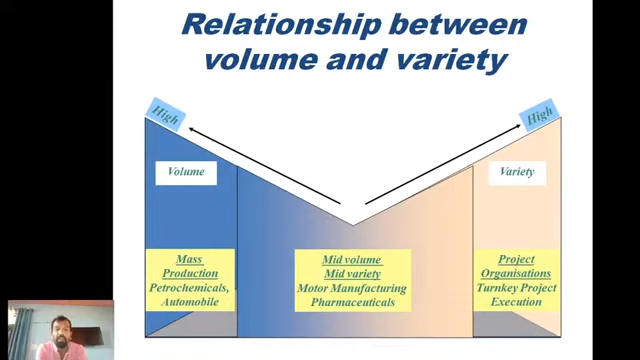 Relationship between
volume and variety
High
High
Volume
Variety
Mass
Production
Petrochemicals,
Automobile
Mid volume
Mid variety
Motor Manufacturing
Pharmaceuticals
Project
Organisations
Turnkey Project
Execution